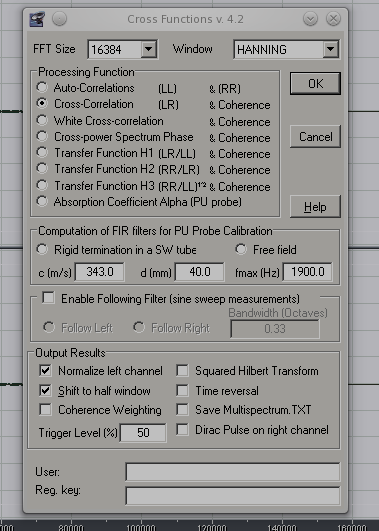 Cross Functions v. 4.2
FFT Size 16384 Window HANNING
Processing Function
Auto-Correlations (LL) & (RR)
Cross-Correlation (LR) & Coherence
White Cross-correlation & Coherence
Cross-power Spectrum Phase & Coherence
Transfer Function H1 (LR/LL) & Coherence
Transfer Function H2 (RR/LR) & Coherence
Transfer Function H3 (RR/LL)^½ & Coherence
Absorption Coefficient Alpha (PU probe)
OK
Cancel
Help
Computation of FIR filters for PU Probe Calibration
Rigid termination in a SW tube Free field
c (m/s) 343.0 d (mm) 40.0 fmax (Hz) 1900.0
Enable Following Filter (sine sweep measurements)
Bandwidth (Octaves)
Follow Left Follow Right 0.33
Output Results
Normalize left channel Squared Hilbert Transform
Shift to half window Time reversal
Coherence Weighting Save Multispectrum.TXT
Trigger Level (%) 50 Dirac Pulse on right channel
User:
Reg. key:
80000 100000 120000 140000 160000